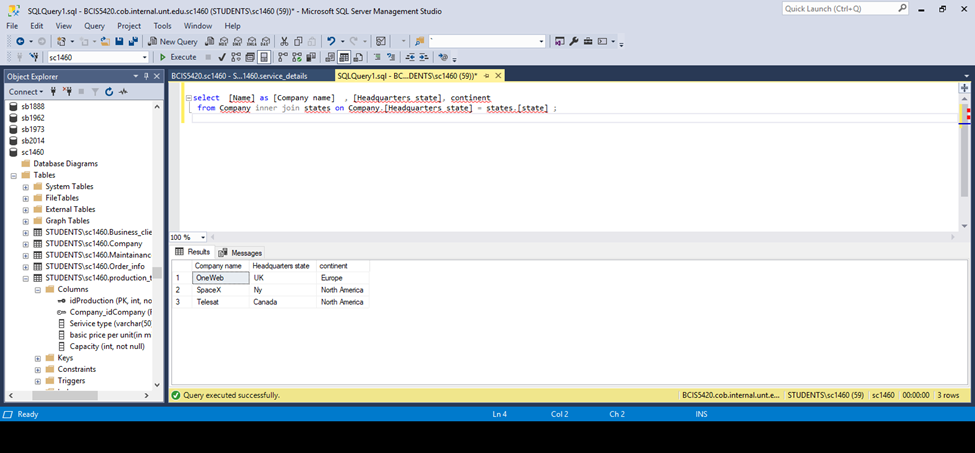 SQLQuery1.sql - BCIS5420.cob.internal.unt.edu.sc1460 (STUDENTS\sc1460 (59))* - Microsoft SQL Server Management Studio
Quick Launch (Ctrl+Q)
File Edit View Query Project Tools Window Help
New Query
sc1460 Execute
Object Explorer
BCIS5420.sc1460 - S...1460.service_details SQLQuery1.sql - BC...DENTS\sc1460 (59))*
Connect
sb1888
sb1962
sb1973
sb2014
sc1460
Database Diagrams
Tables
System Tables
FileTables
External Tables
Graph Tables
STUDENTS\sc1460.Business_clie
STUDENTS\sc1460.Company
STUDENTS\sc1460.Maintainanc
STUDENTS\sc1460.Order_info
STUDENTS\sc1460.production_t
Columns
idProduction (PK, int, no
Company_idCompany (F
Serivice type (varchar(50
basic price per unit(in m
Capacity (int, not null)
Keys
Constraints
Triggers
select [Name] as [Company name] , [Headquarters state], continent
from Company inner join states on Company.[Headquarters state] = states.[state] ;
100 %
Results Messages
Company name Headquarters state continent
1 OneWeb UK Europe
2 SpaceX Ny North America
3 Telesat Canada North America
Query executed successfully. BCIS5420.cob.internal.unt.e... STUDENTS\sc1460 (59) sc1460 00:00:00 3 rows
Ready Ln 4 Col 2 Ch 2 INS